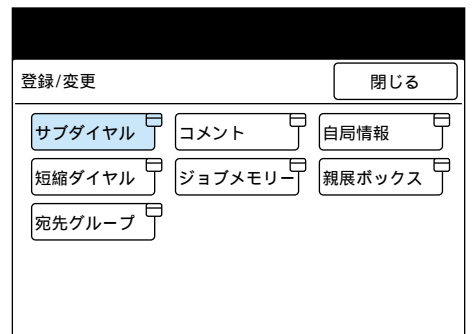 登録/変更 閉じる
サブダイヤル コメント 自局情報
短縮ダイヤル ジョブメモリー 親展ボックス
宛先グループ